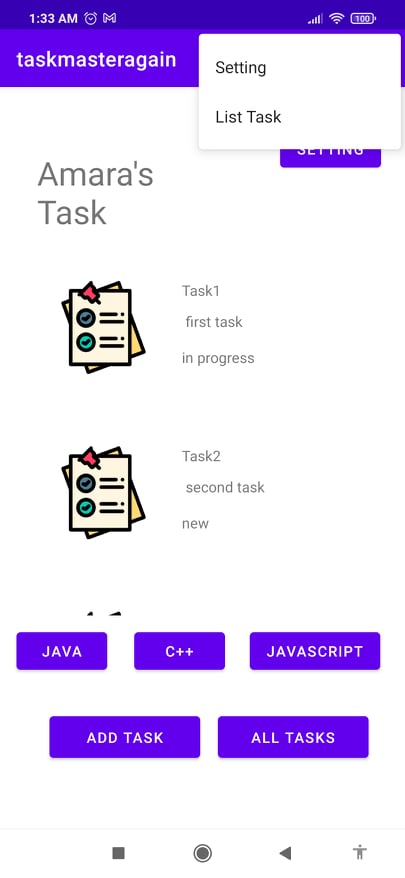 1:33 AM
100
taskmasteragain
Setting
List Task
SETTING
Amara's
Task
Task1
first task
in progress
Task2
second task
new
JAVA
C++
JAVASCRIPT
ADD TASK
ALL TASKS